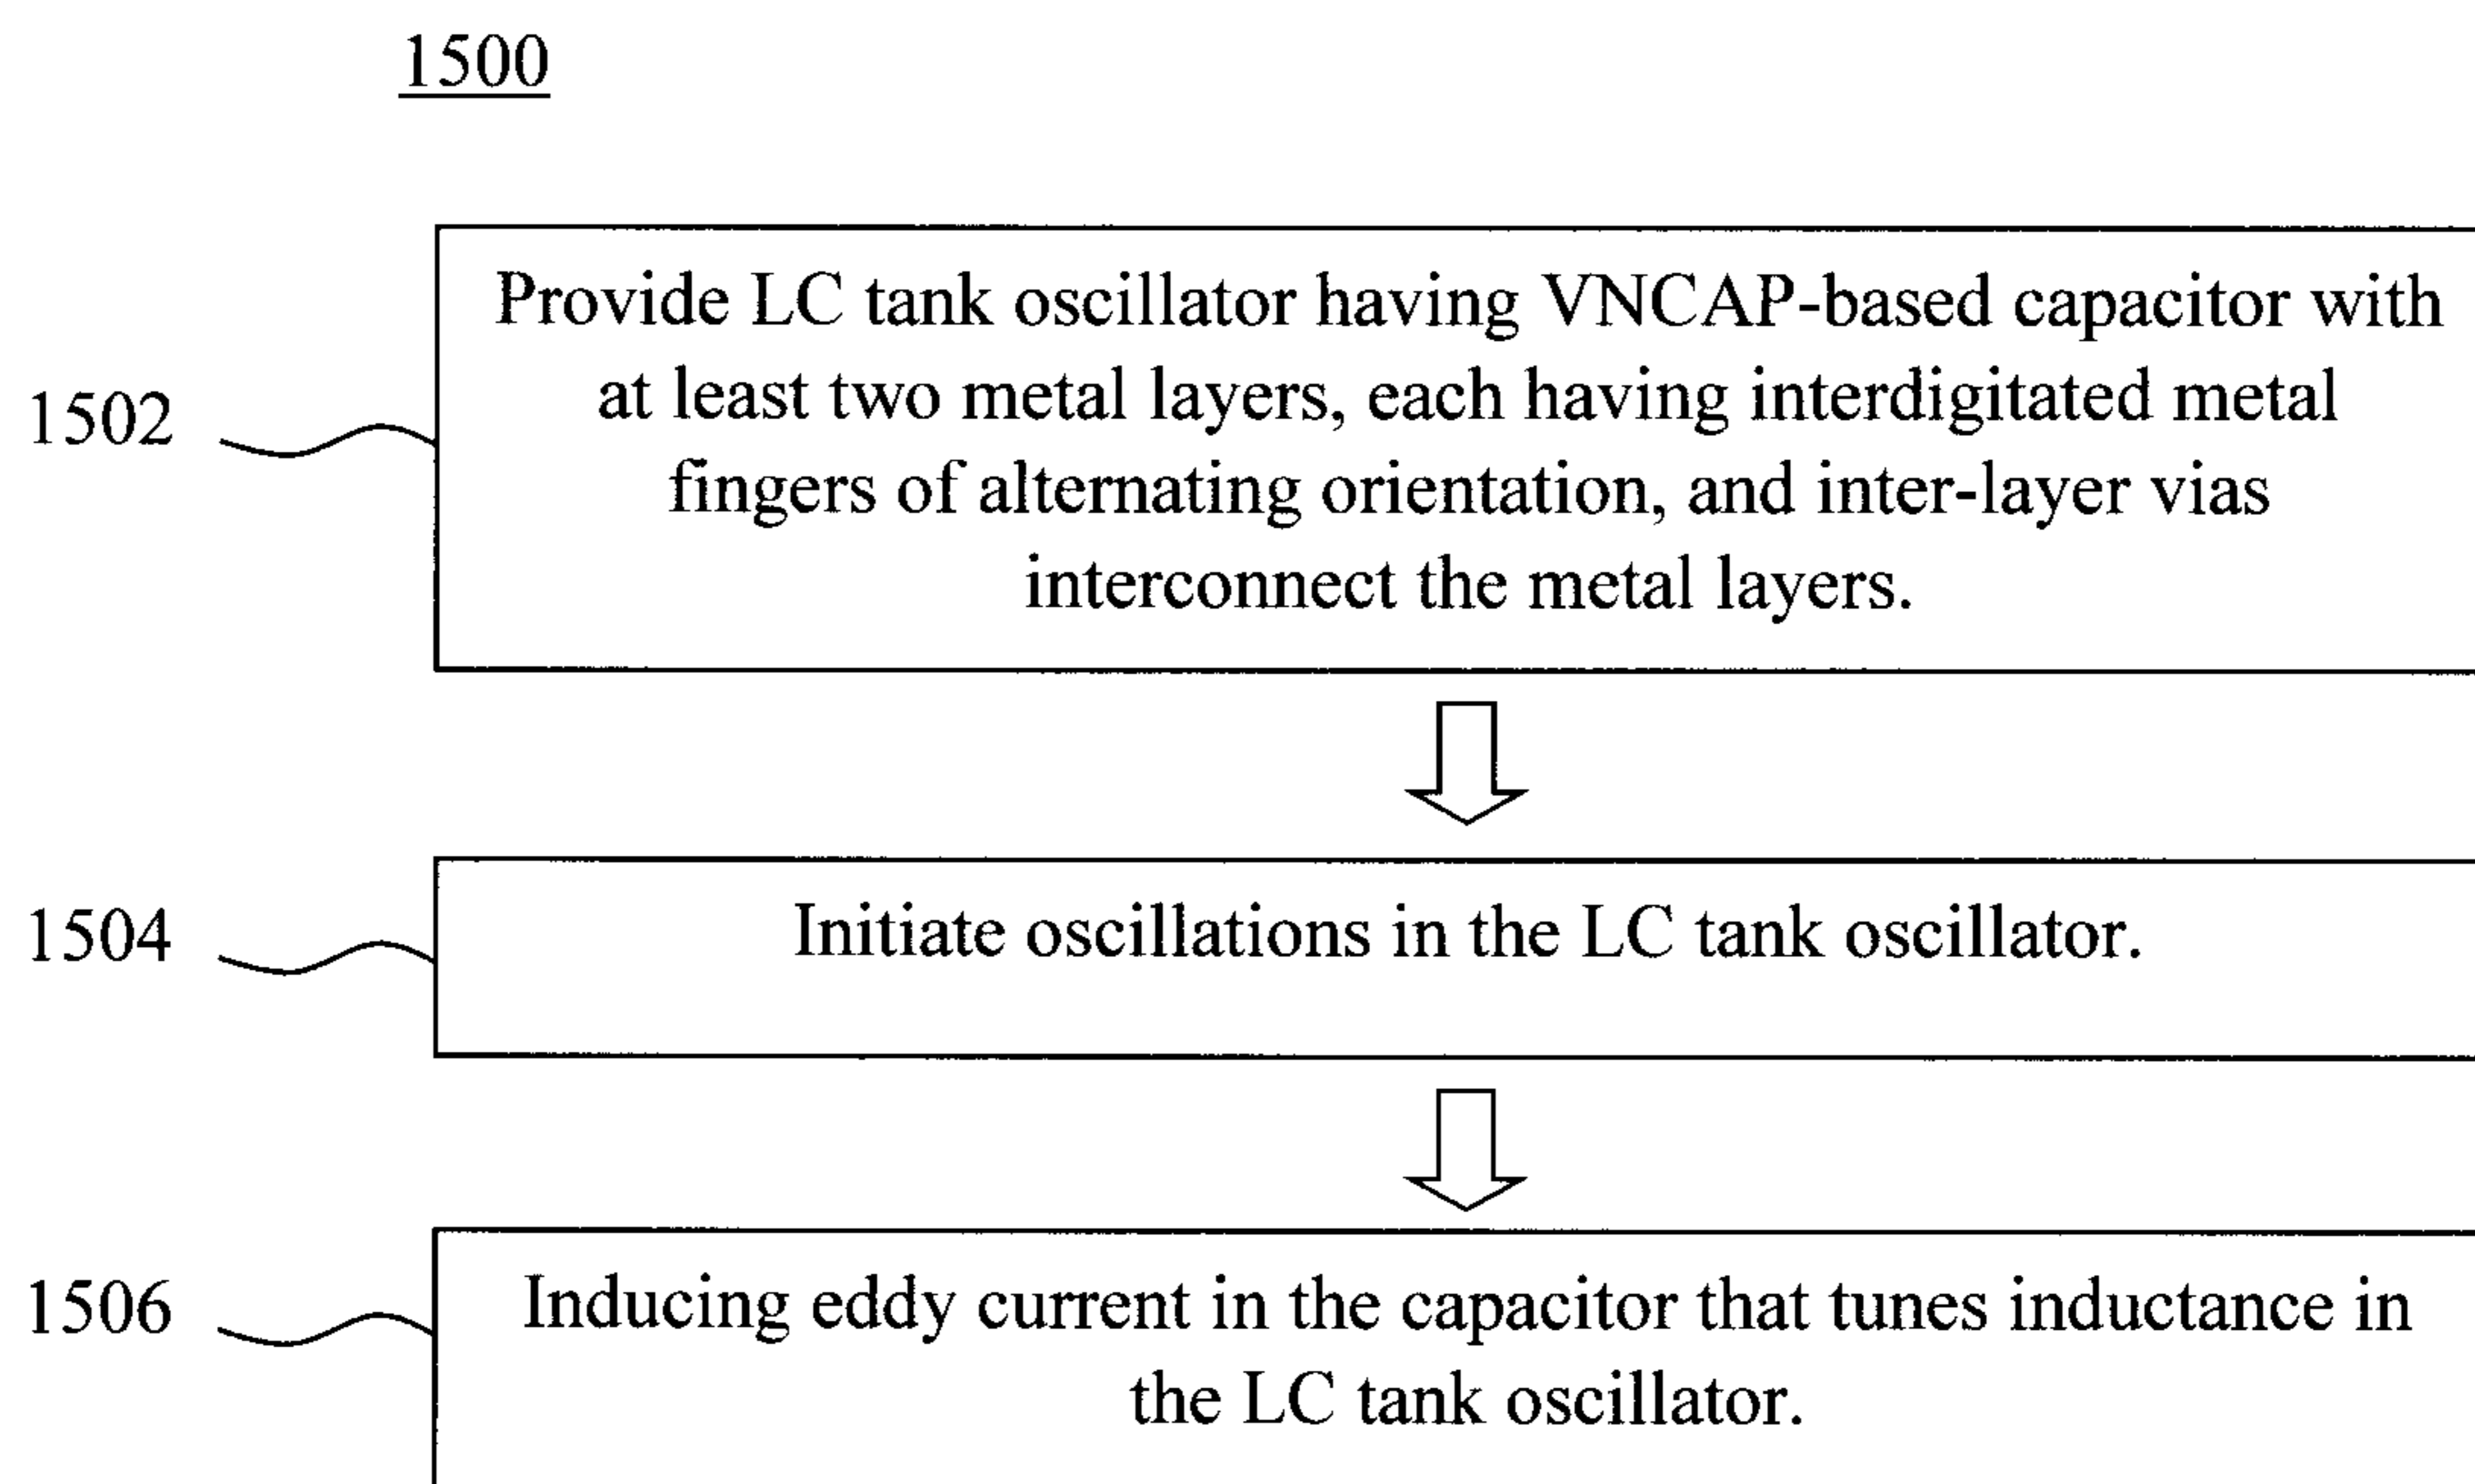 1500
Provide LC tank oscillator having VNCAP-based capacitor with
at least two metal layers, each having interdigitated metal
fingers of alternating orientation, and inter-layer vias
interconnect the metal layers.
1502
Initiate oscillations in the LC tank oscillator.
1504
Inducing eddy current in the capacitor that tunes inductance in
the LC tank oscillator.
1506